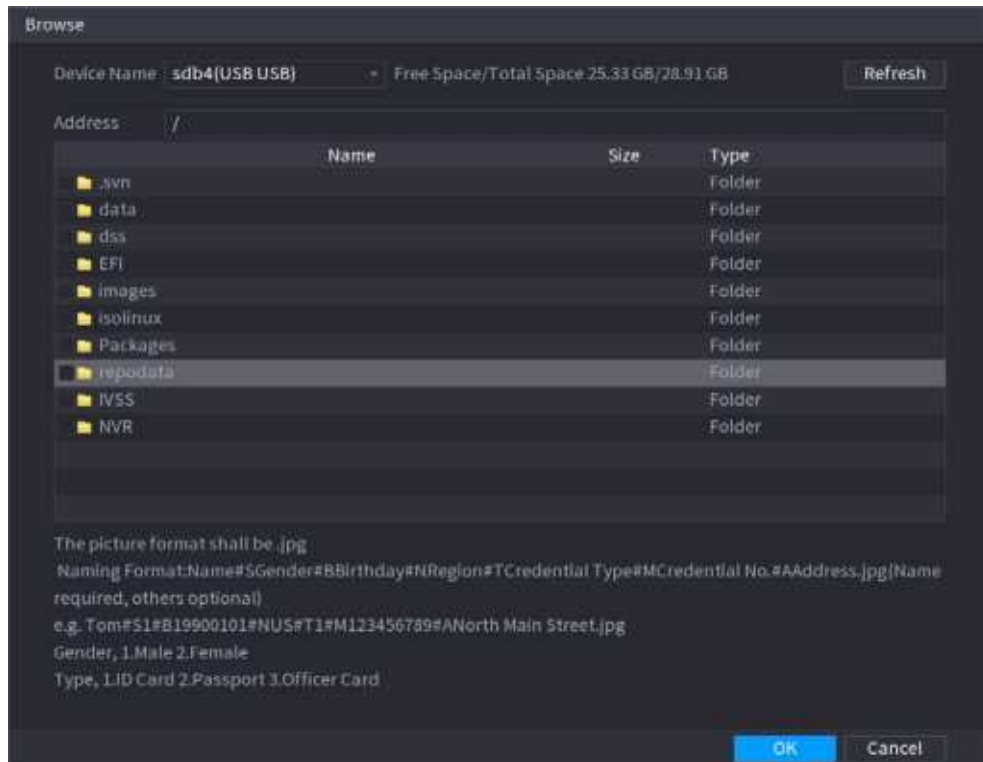 Browse
Device Name sdb4(USB USB) Free Space/Total Space 25.33 GB/28.91 GB Refresh
Address /
Name Size Type
.svn Folder
data Folder
dss Folder
EFI Folder
images Folder
isolinux Folder
Packages Folder
repodata Folder
IVSS Folder
NVR Folder
The picture format shall be .jpg
Naming Format:Name#SGender#BBirthday#NRegion#TCredential Type#MCredential No.#AAddress.jpg(Name
required, others optional)
e.g. Tom#S1#B19900101#NUS#T1#M123456789#ANorth Main Street.jpg
Gender, 1.Male 2.Female
Type, 1.ID Card 2.Passport 3.Officer Card
OK Cancel